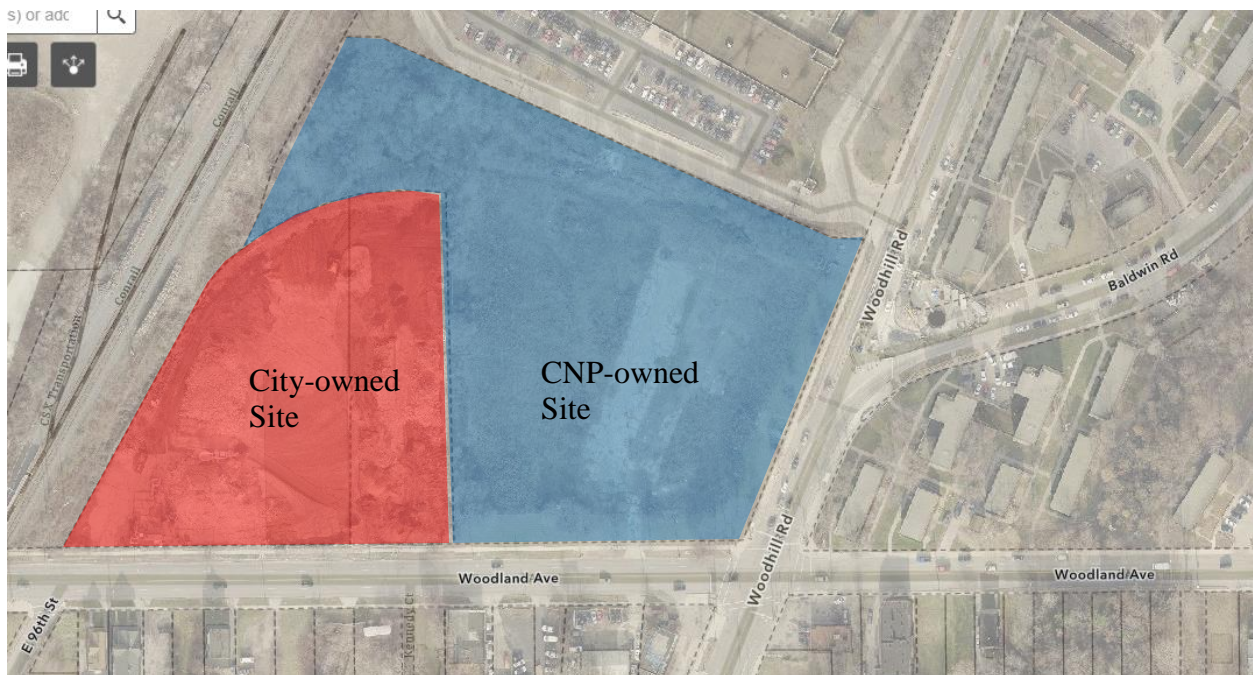 s) or adc
Conrail
Conrail
CSX Transportation
Woodhill Rd
Baldwin Rd
City-owned
Site
CNP-owned
Site
Woodhill Rd
Woodland Ave
Woodland Ave
E 96th St
Kennedy Ct